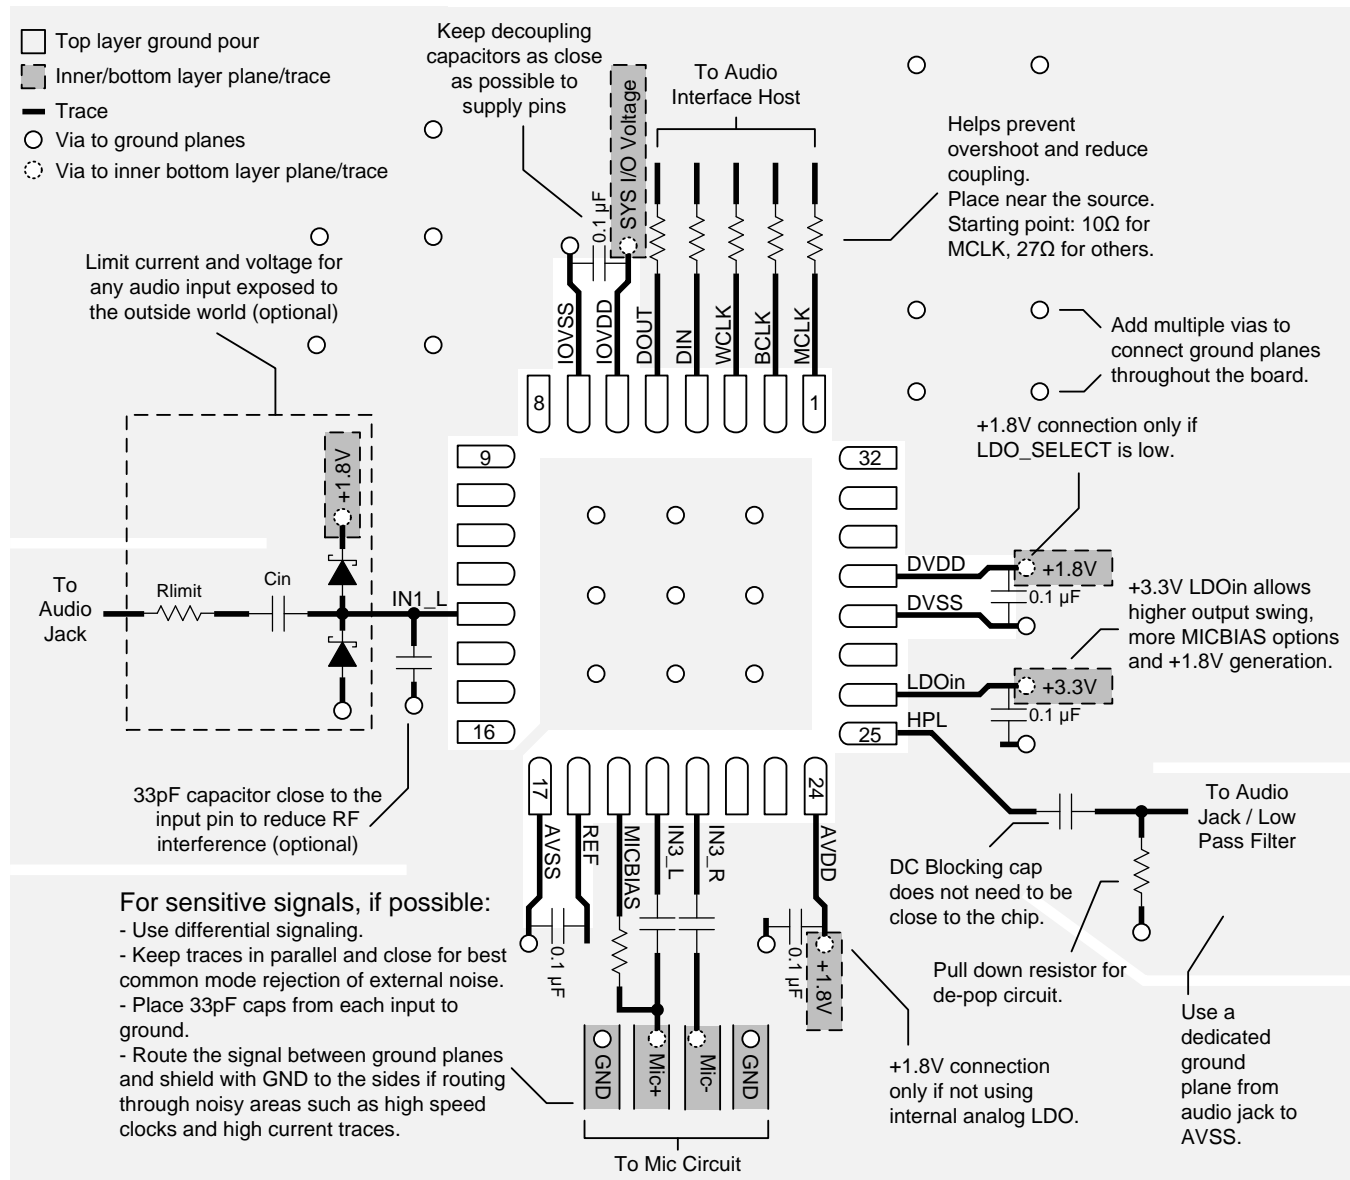 Top layer ground pour
Inner/bottom layer plane/trace
Trace
Via to ground planes
Via to inner bottom layer plane/trace
Keep decoupling
capacitors as close
as possible to
supply pins
SYS I/O Voltage
0.1 µF
To Audio
Interface Host
Helps prevent
overshoot and reduce
coupling.
Place near the source.
Starting point: 10Ω for
MCLK, 27Ω for others.
Limit current and voltage for
any audio input exposed to
the outside world (optional)
Add multiple vias to
connect ground planes
throughout the board.
IOVSS
IOVDD
DOUT
DIN
WCLK
BCLK
MCLK
8
1
9
32
+1.8V connection only if
LDO_SELECT is low.
+1.8V
To
Audio
Jack
Rlimit
Cin
IN1_L
DVDD
+1.8V
0.1 µF
DVSS
+3.3V LDOin allows
higher output swing,
more MICBIAS options
and +1.8V generation.
LDOin
+3.3V
0.1 µF
HPL
16
25
17
24
33pF capacitor close to the
input pin to reduce RF
interference (optional)
AVSS
REF
MICBIAS
IN3_L
IN3_R
AVDD
To Audio
Jack / Low
Pass Filter
DC Blocking cap
does not need to be
close to the chip.
Pull down resistor for
de-pop circuit.
Use a
dedicated
ground
plane from
audio jack to
AVSS.
For sensitive signals, if possible:
- Use differential signaling.
- Keep traces in parallel and close for best
common mode rejection of external noise.
- Place 33pF caps from each input to
ground.
- Route the signal between ground planes
and shield with GND to the sides if routing
through noisy areas such as high speed
clocks and high current traces.
0.1 µF
0.1 µF
+1.8V
GND
Mic+
Mic-
GND
+1.8V connection
only if not using
internal analog LDO.
To Mic Circuit